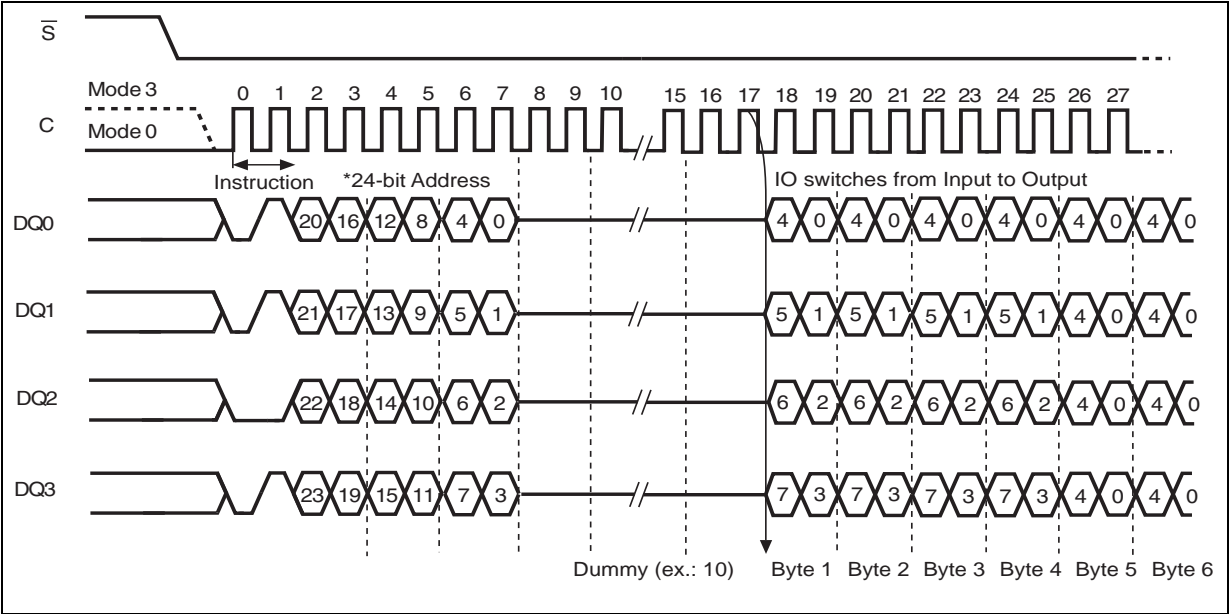 S
Mode 3
0 1 2 3 4 5 6 7 8 9 10 15 16 17 18 19 20 21 22 23 24 25 26 27
C
Mode 0
Instruction *24-bit Address IO switches from Input to Output
DQ0 20 16 12 8 4 0 4 0 4 0 4 0 4 0 4 0 4 0
DQ1 21 17 13 9 5 1 5 1 5 1 5 1 5 1 4 0 4 0
DQ2 22 18 14 10 6 2 6 2 6 2 6 2 6 2 4 0 4 0
DQ3 23 19 15 11 7 3 7 3 7 3 7 3 7 3 4 0 4 0
Dummy (ex.: 10) Byte 1 Byte 2 Byte 3 Byte 4 Byte 5 Byte 6